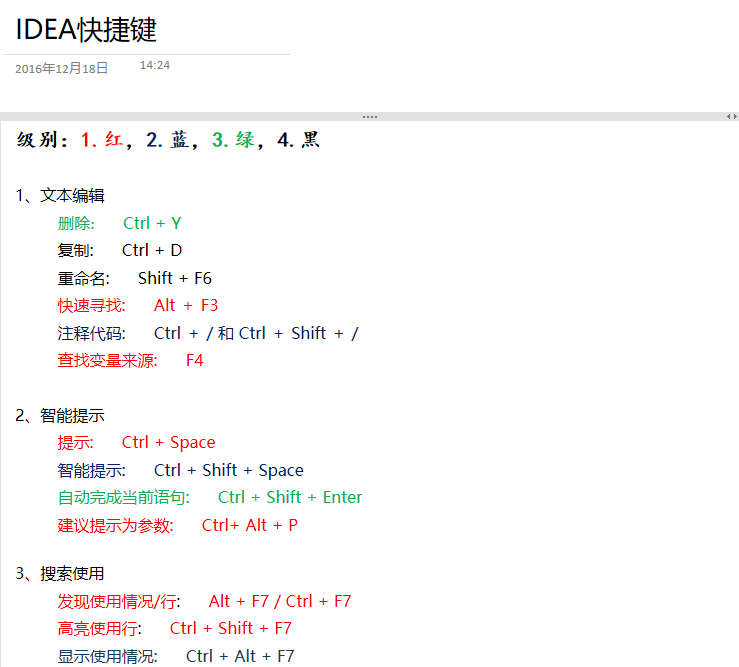 IDEA快捷键
2016年12月18日 14:24
级别：1. 红，2. 蓝，3. 绿，4. 黑
1、文本编辑
删除: Ctrl + Y
复制: Ctrl + D
重命名: Shift + F6
快速寻找: Alt + F3
注释代码: Ctrl + / 和 Ctrl + Shift + /
查找变量来源: F4
2、智能提示
提示: Ctrl + Space
智能提示: Ctrl + Shift + Space
自动完成当前语句: Ctrl + Shift + Enter
建议提示为参数: Ctrl+ Alt + P
3、搜索使用
发现使用情况/行: Alt + F7 / Ctrl + F7
高亮使用行: Ctrl + Shift + F7
显示使用情况: Ctrl + Alt + F7